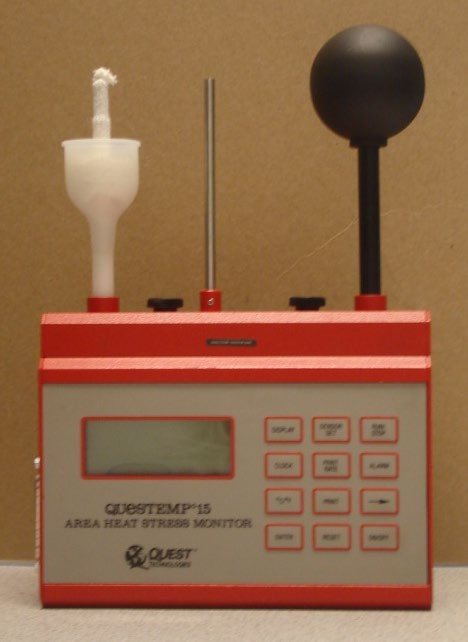 DISPLAY
SENSOR SET
RUN/STOP
CLOCK
PRINT RATE
ALARM
°C/°F
PRINT
ENTER
RESET
ON/OFF
QUESTEMP°15
AREA HEAT STRESS MONITOR
QUEST™
TECHNOLOGIES